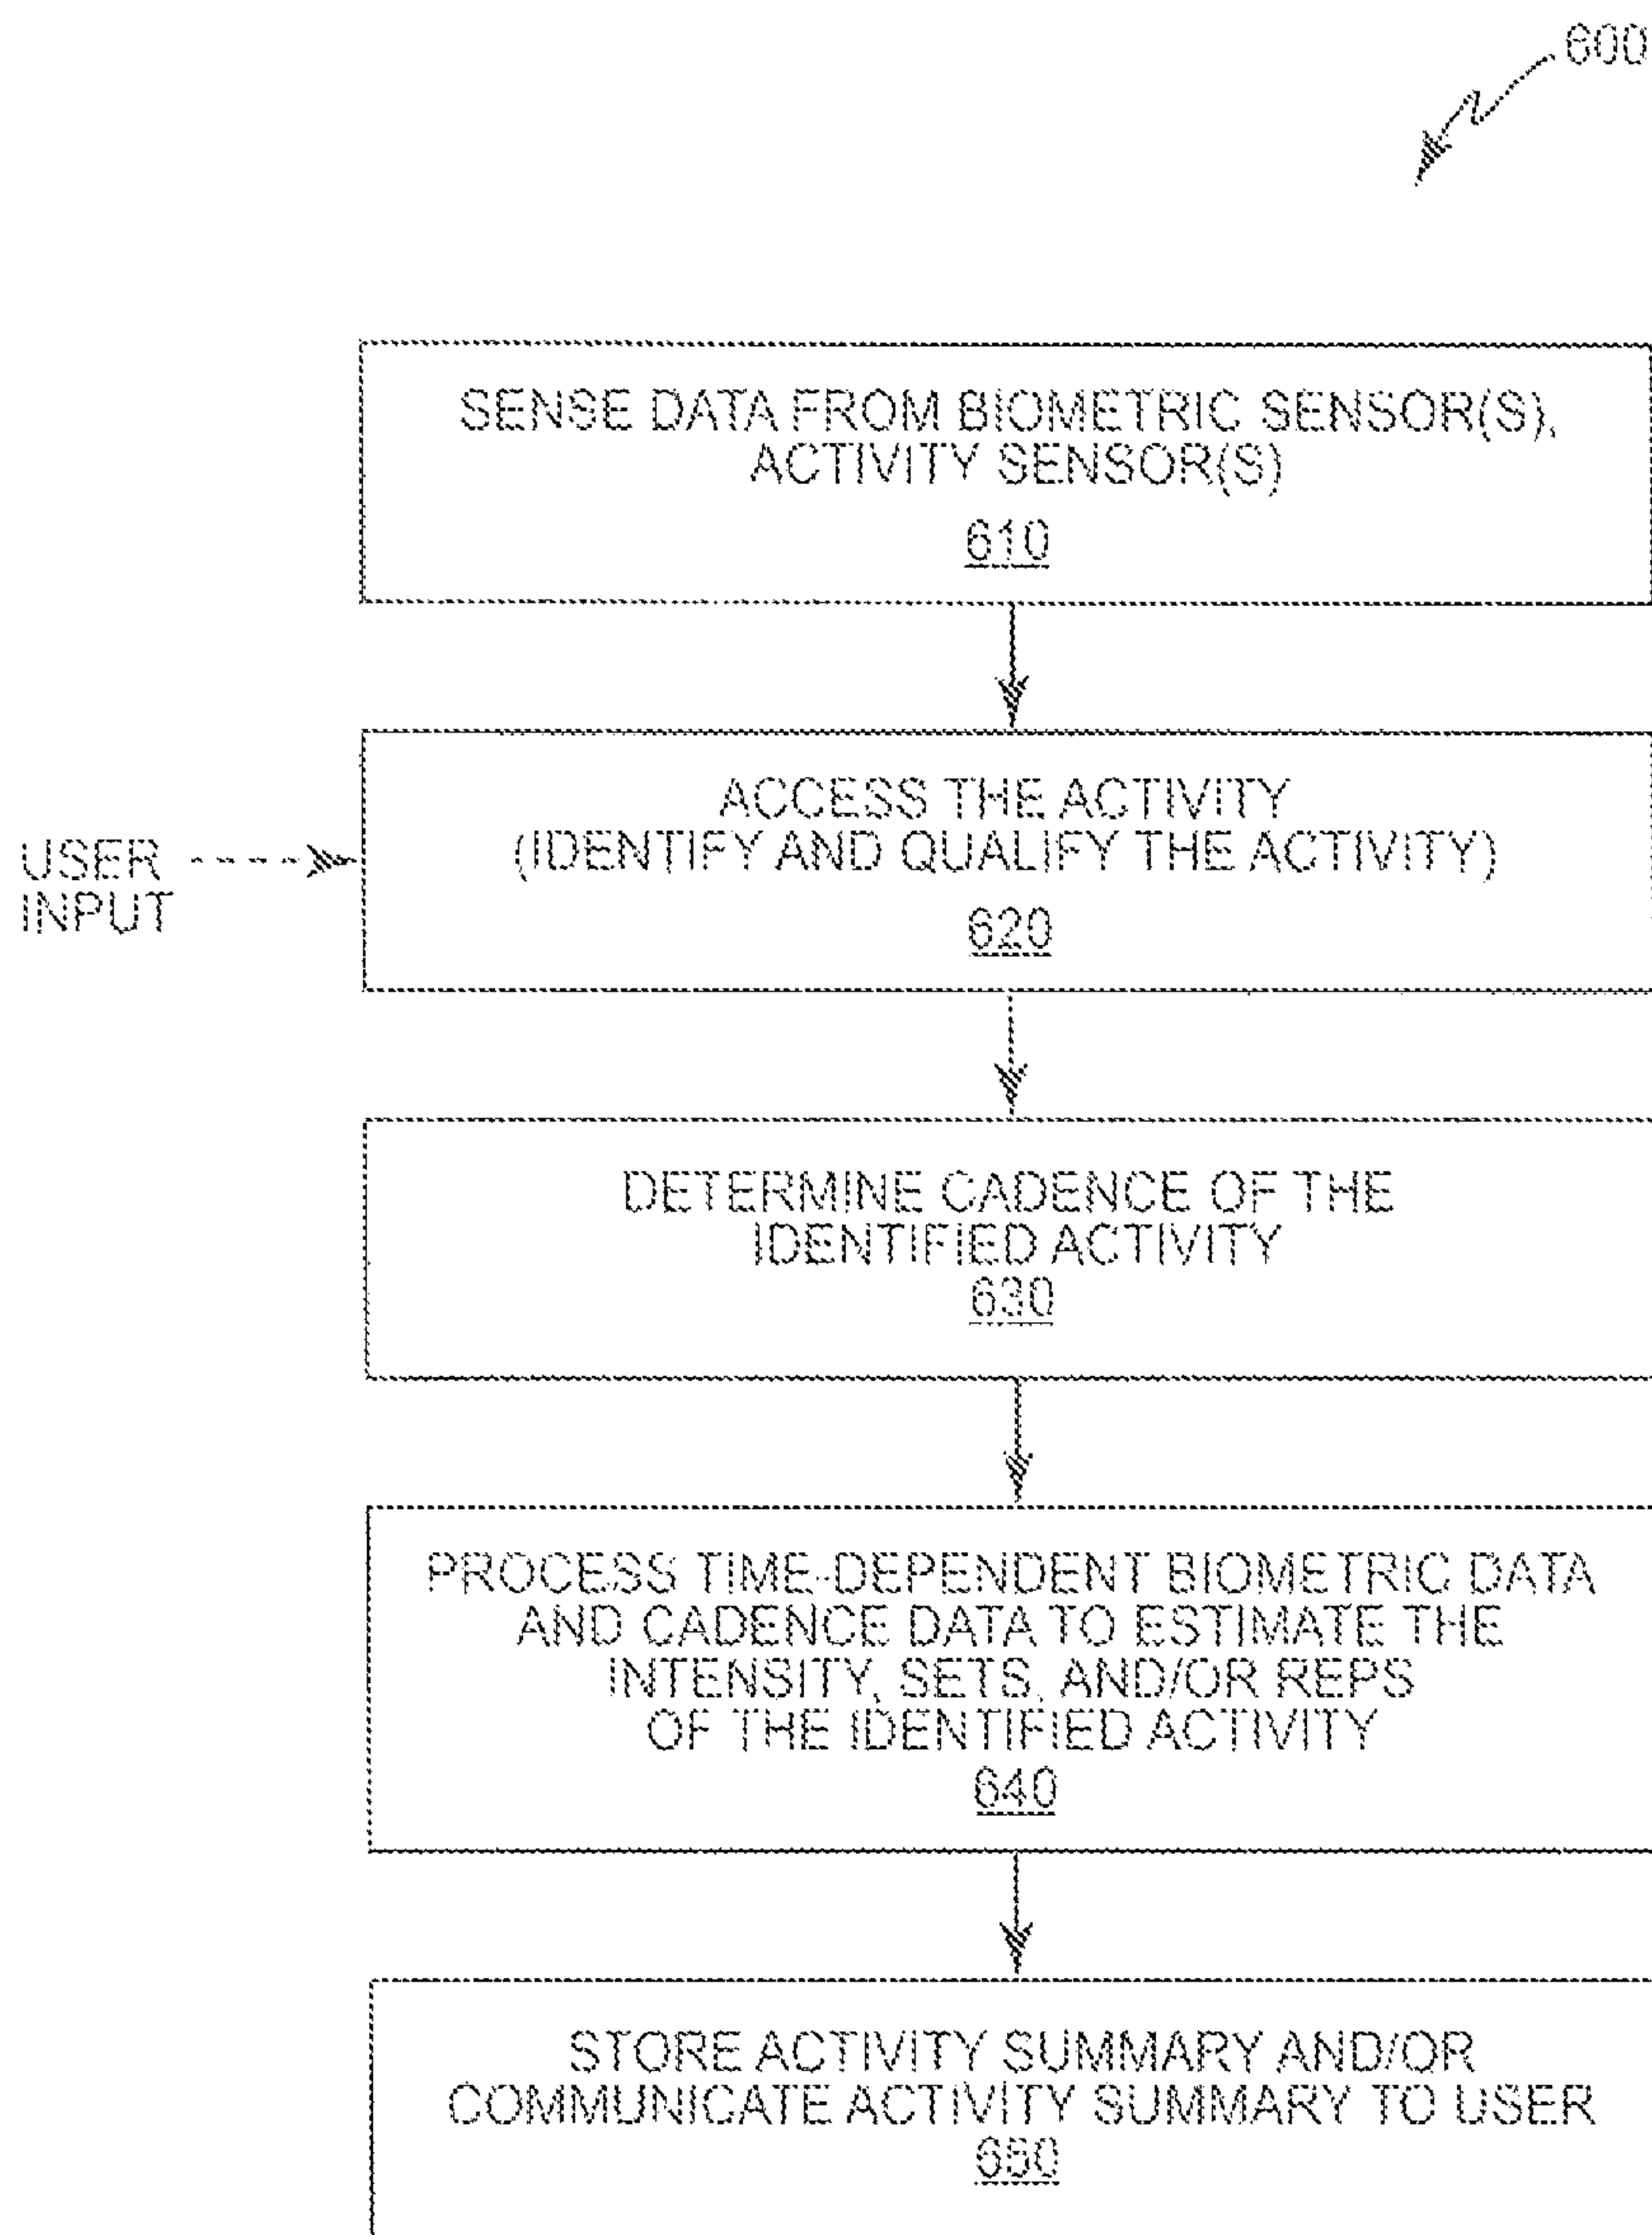 600
SENSE DATA FROM BIOMETRIC SENSOR(S),
ACTIVITY SENSOR(S)
610
ACCESS THE ACTIVITY
(IDENTIFY AND QUALIFY THE ACTIVITY)
620
USER
INPUT
DETERMINE CADENCE OF THE
IDENTIFIED ACTIVITY
630
PROCESS TIME-DEPENDENT BIOMETRIC DATA
AND CADENCE DATA TO ESTIMATE THE
INTENSITY, SETS, AND/OR REPS
OF THE IDENTIFIED ACTIVITY
640
STORE ACTIVITY SUMMARY AND/OR
COMMUNICATE ACTIVITY SUMMARY TO USER
650